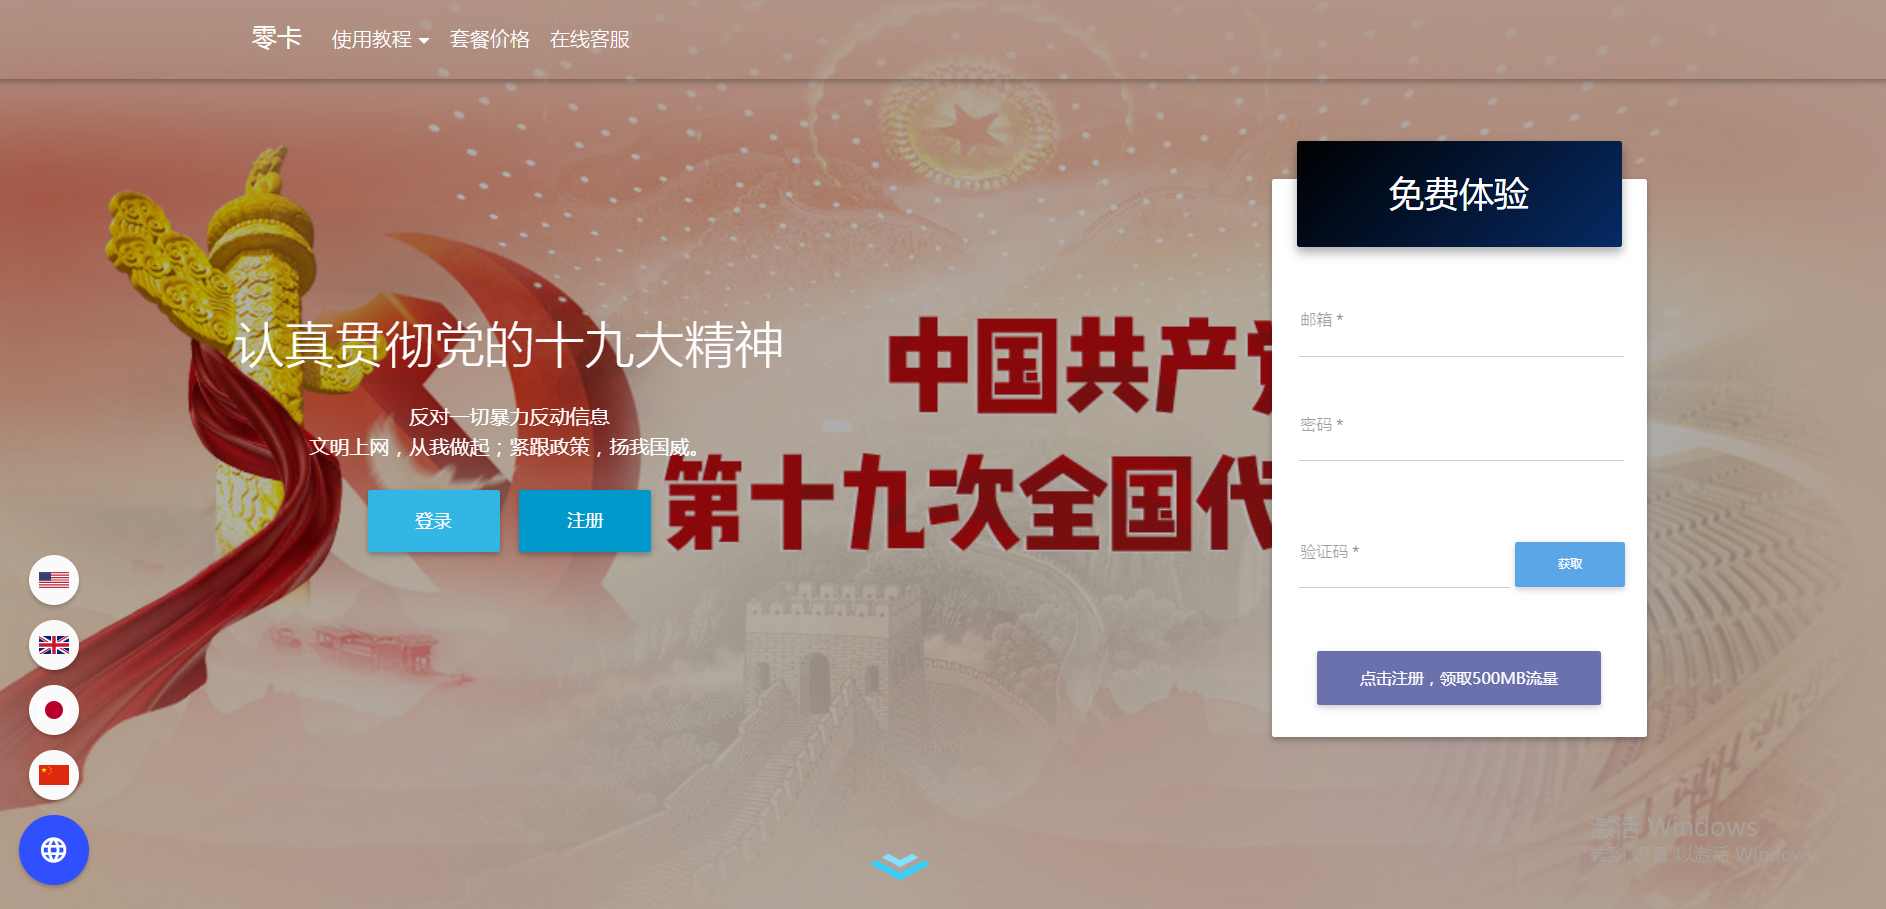 零卡
使用教程
套餐价格
在线客服
免费体验
邮箱 *
认真贯彻党的十九大精神
中国共产党
反对一切暴力反动信息
文明上网，从我做起；紧跟政策，扬我国威。
密码 *
第十九次全国代
登录
注册
验证码 *
获取
点击注册，领取500MB流量
激活 Windows
转到"设置"以激活 Windows。